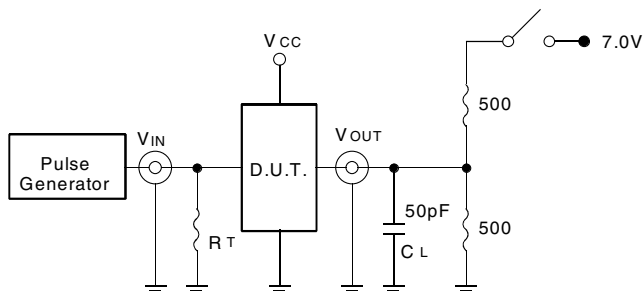 7.0V
VCC
500
VIN
VOUT
Pulse
Generator
D.U.T.
50pF
500
RT
CL